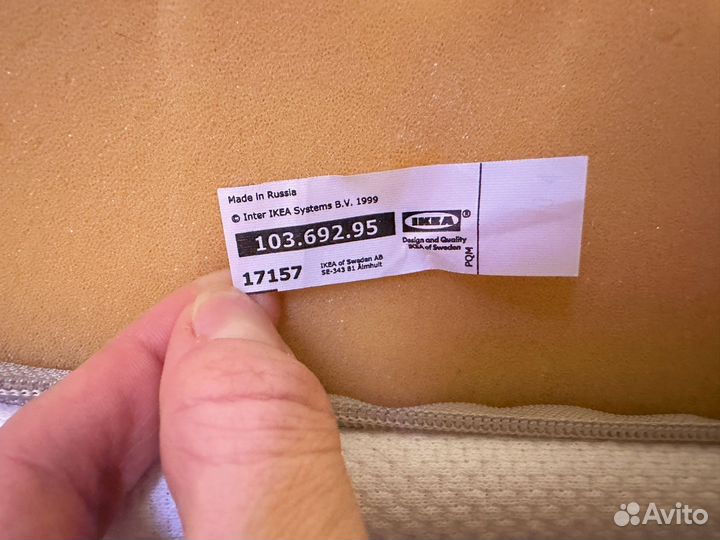 Made in Russia
© Inter IKEA Systems B.V. 1999
103.692.95
IKEA®
Design and Quality
IKEA of Sweden
17157
IKEA of Sweden AB
SE-343 81 Älmhult
PQM
Avito